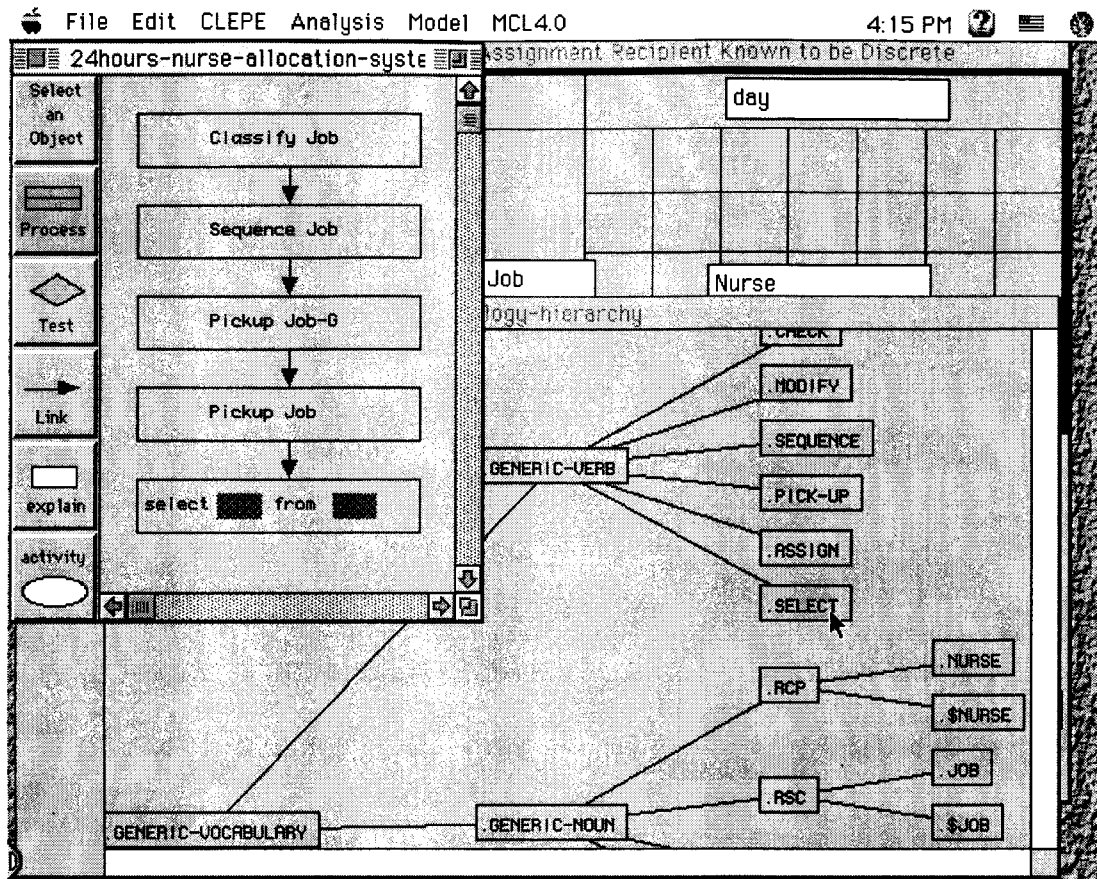 File Edit CLEPE Analysis Model MCL4.0 4:15 PM
24hours-nurse-allocation-syste
Assignment Recipient Known to be Discrete
Select
an
Object
Process
Test
Link
explain
activity
Classify Job
Sequence Job
Pickup Job-G
Pickup Job
select from
day
Job
Nurse
logy-hierarchy
.CHECK
.MODIFY
.SEQUENCE
.GENERIC-VERB
.PICK-UP
.ASSIGN
.SELECT
.NURSE
.RCP
.$NURSE
.JOB
.RSC
.$JOB
.GENERIC-VOCABULARY
.GENERIC-NOUN